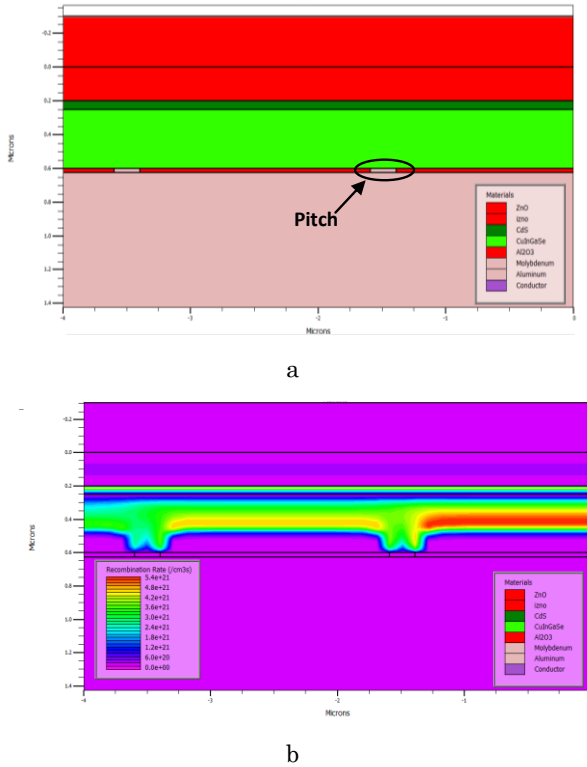 -0.2
0.0
0.2
0.4
0.6
0.8
1.0
1.2
1.4
Microns
Pitch
Materials
ZnO
Izno
CdS
CuInGaSe
Al2O3
Molybdenum
Aluminum
Conductor
-4
-3
-2
-1
0
Microns
a
-0.2
0.0
0.2
0.4
0.6
0.8
1.0
1.2
1.4
Microns
Recombination Rate (/cm3s)
5.4e+21
4.8e+21
4.2e+21
3.6e+21
3.0e+21
2.4e+21
1.8e+21
1.2e+21
6.0e+20
0.0e+00
Materials
ZnO
Izno
CdS
CuInGaSe
Al2O3
Molybdenum
Aluminum
Conductor
-4
-3
-2
-1
Microns
b